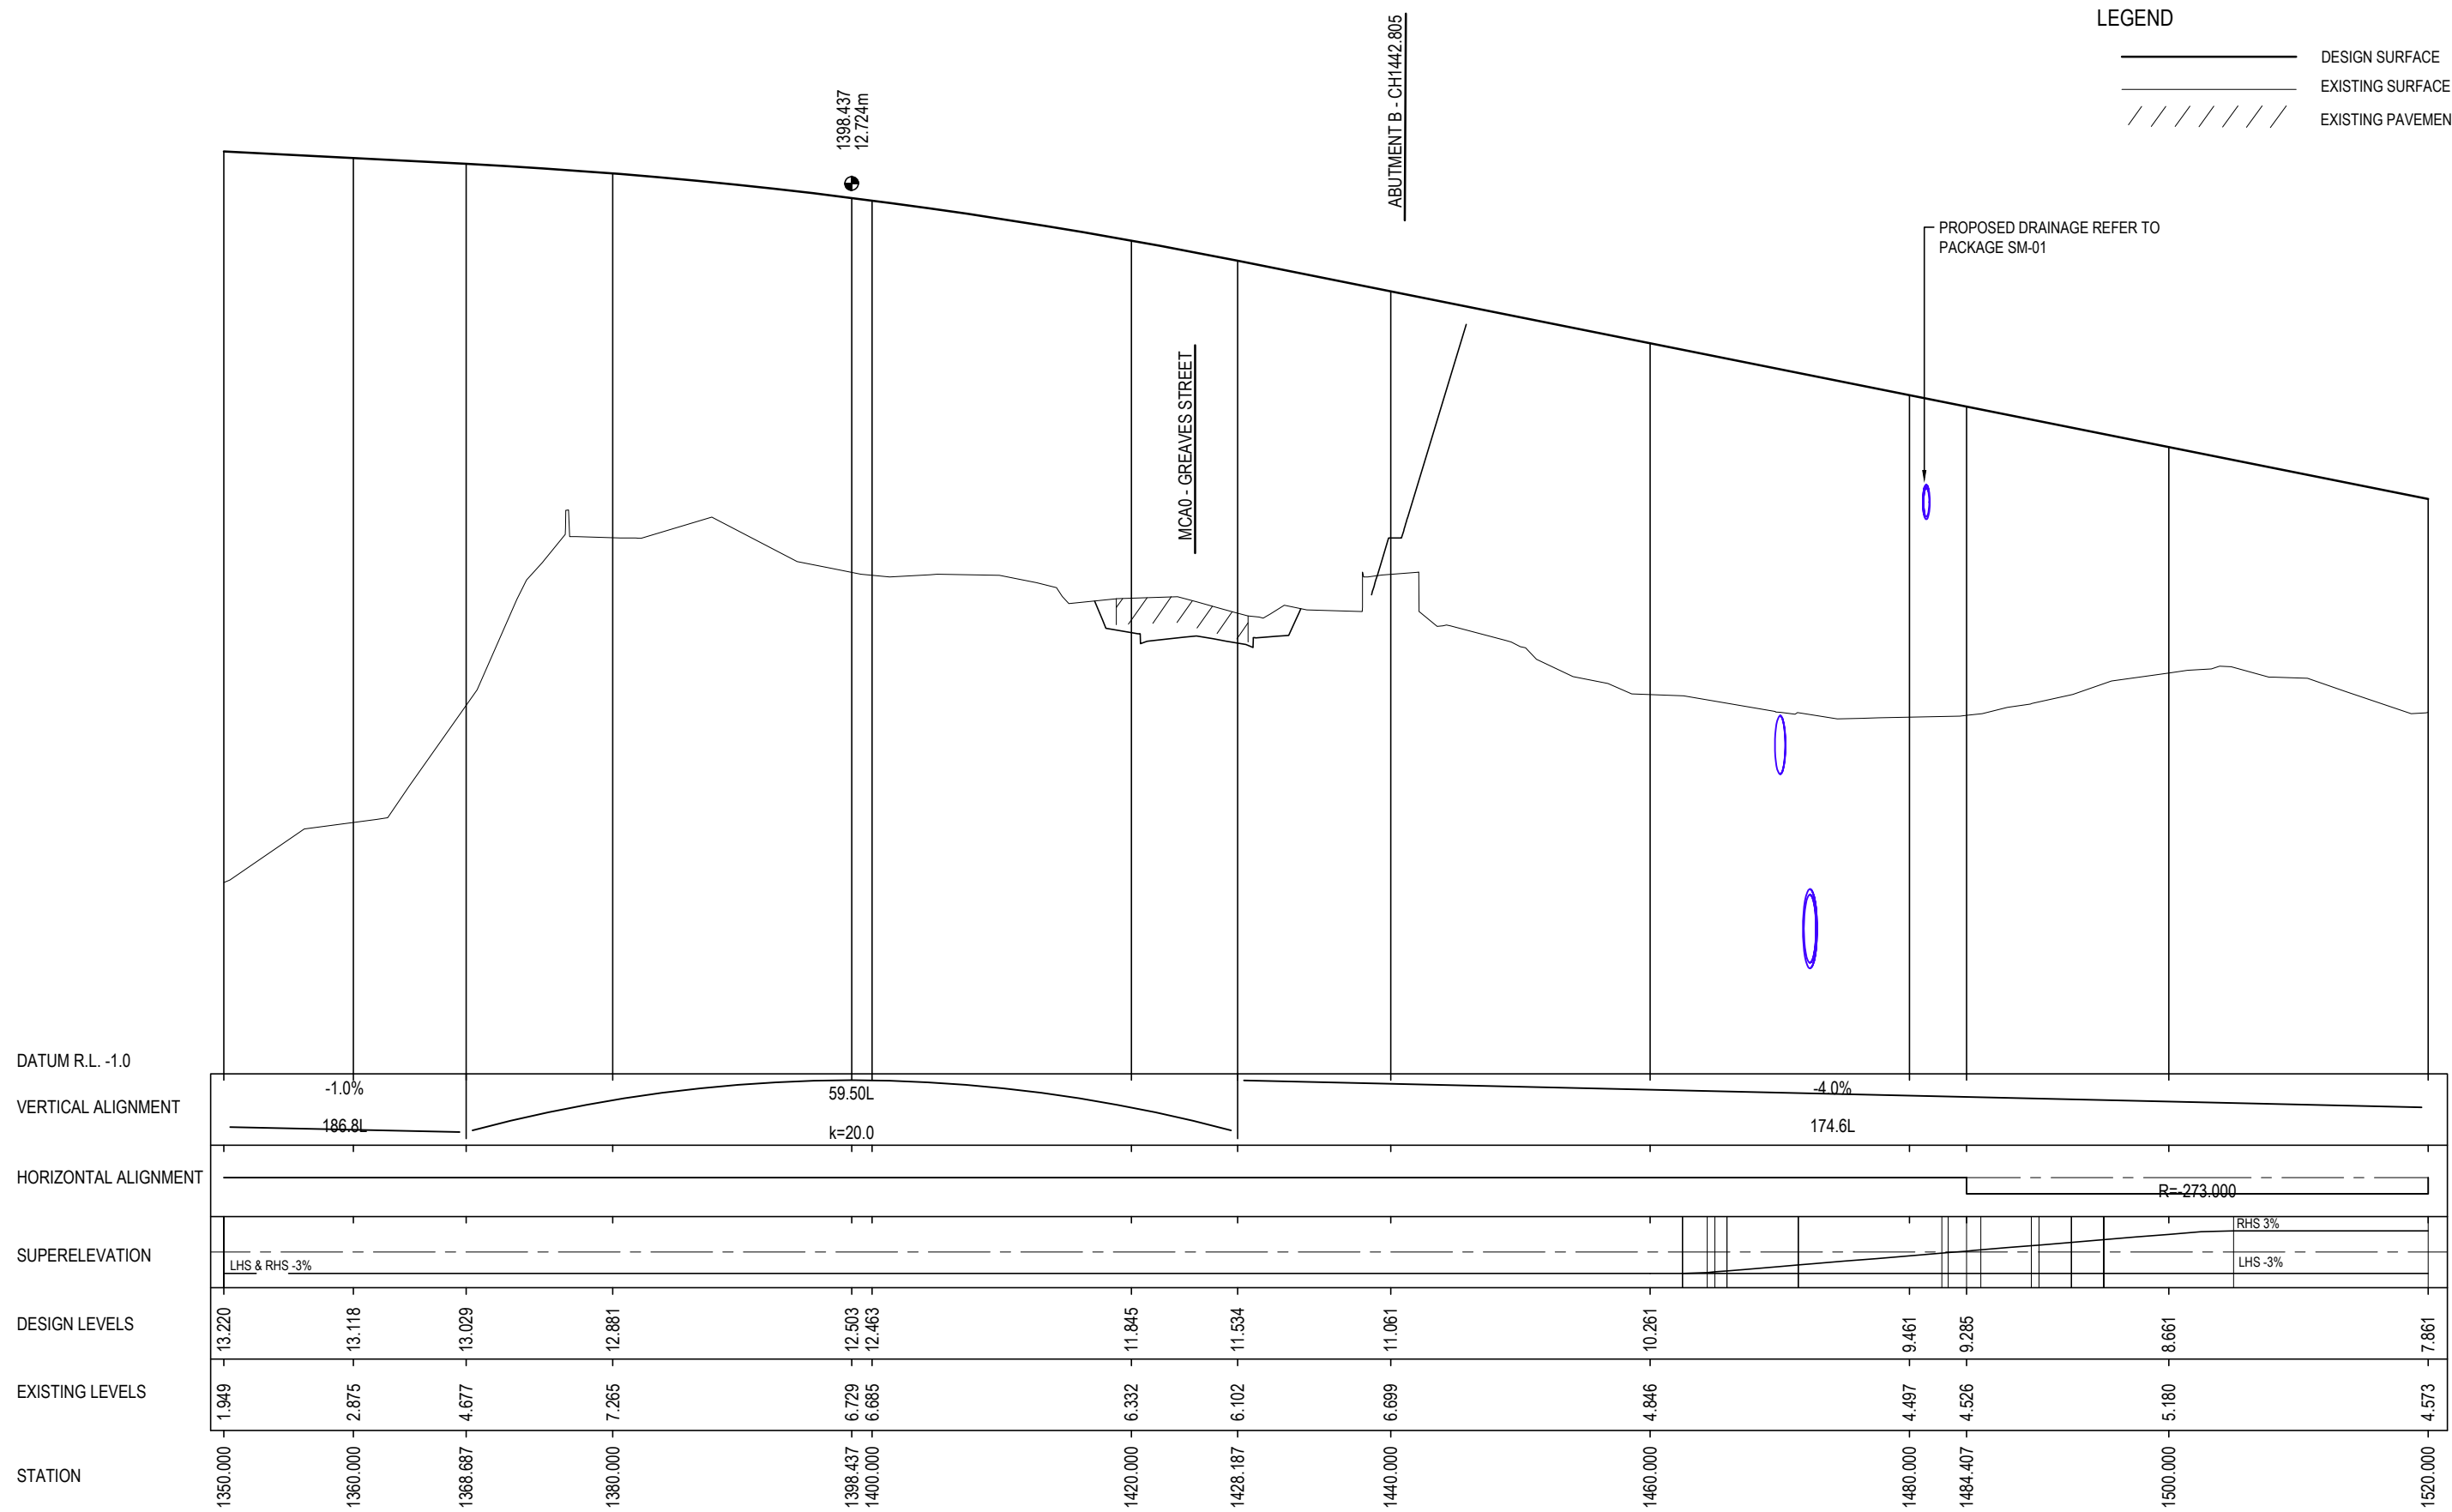 LEGEND
DESIGN SURFACE
EXISTING SURFACE
EXISTING PAVEMEN
1398.437
12.724m
ABUTMENT B - CH1442.805
PROPOSED DRAINAGE REFER TO
PACKAGE SM-01
MCA0 - GREAVES STREET
DATUM R.L. -1.0
VERTICAL ALIGNMENT
-1.0%
186.8L
59.50L
k=20.0
-4.0%
174.6L
HORIZONTAL ALIGNMENT
R=-273.000
SUPERELEVATION
LHS & RHS -3%
RHS 3%
LHS -3%
DESIGN LEVELS
13.220 13.118 13.029 12.881 12.503 12.463 11.845 11.534 11.061 10.261 9.461 9.285 8.661 7.861
EXISTING LEVELS
1.949 2.875 4.677 7.265 6.729 6.685 6.332 6.102 6.699 4.846 4.497 4.526 5.180 4.573
STATION
1350.000 1360.000 1368.687 1380.000 1398.437 1400.000 1420.000 1428.187 1440.000 1460.000 1480.000 1484.407 1500.000 1520.000